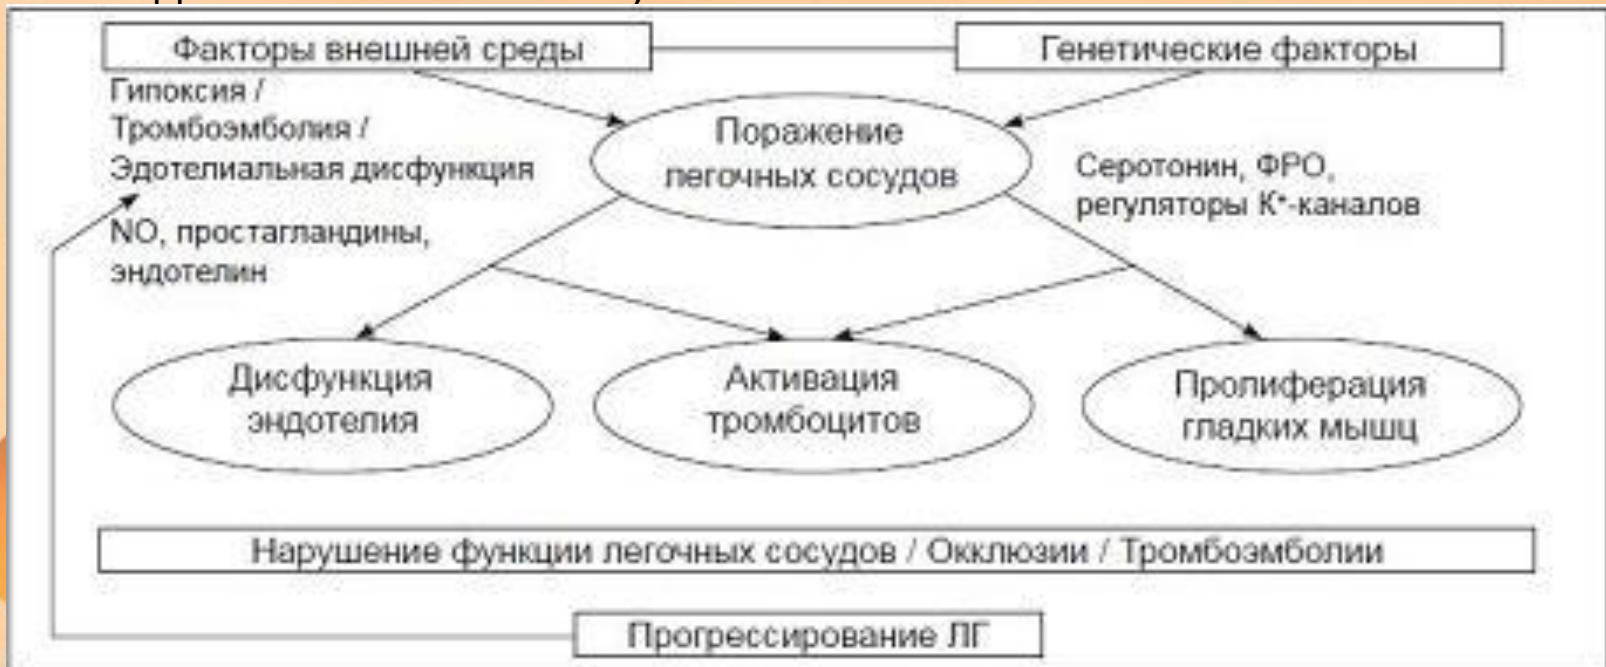 Факторы внешней среды
Генетические факторы
Гипоксия /
Тромбоэмболия /
Эдотелиальная дисфункция
Поражение
легочных сосудов
Серотонин, ФРО,
регуляторы К⁺-каналов
NO, простагландины,
эндотелин
Дисфункция
эндотелия
Активация
тромбоцитов
Пролиферация
гладких мышц
Нарушение функции легочных сосудов / Окклюзии / Тромбоэмболии
Прогрессирование ЛГ